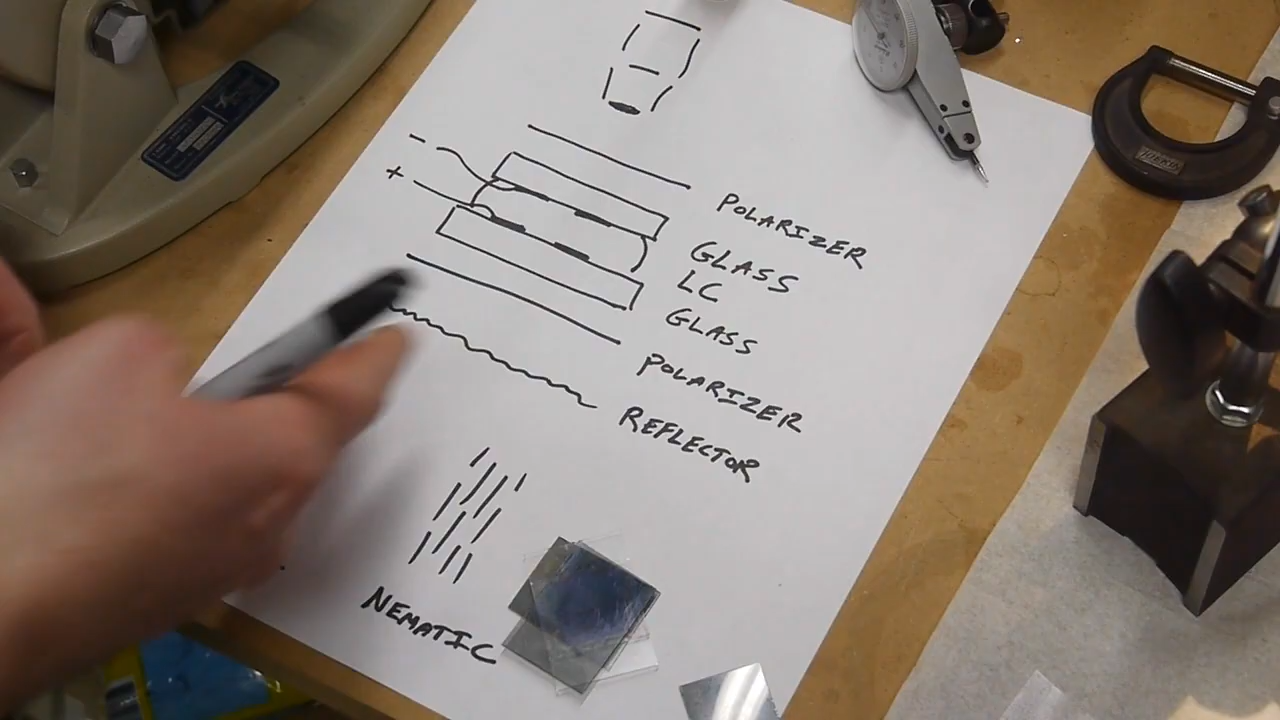 -
+
POLARIZER
GLASS
LC
GLASS
POLARIZER
REFLECTOR
NEMATIC